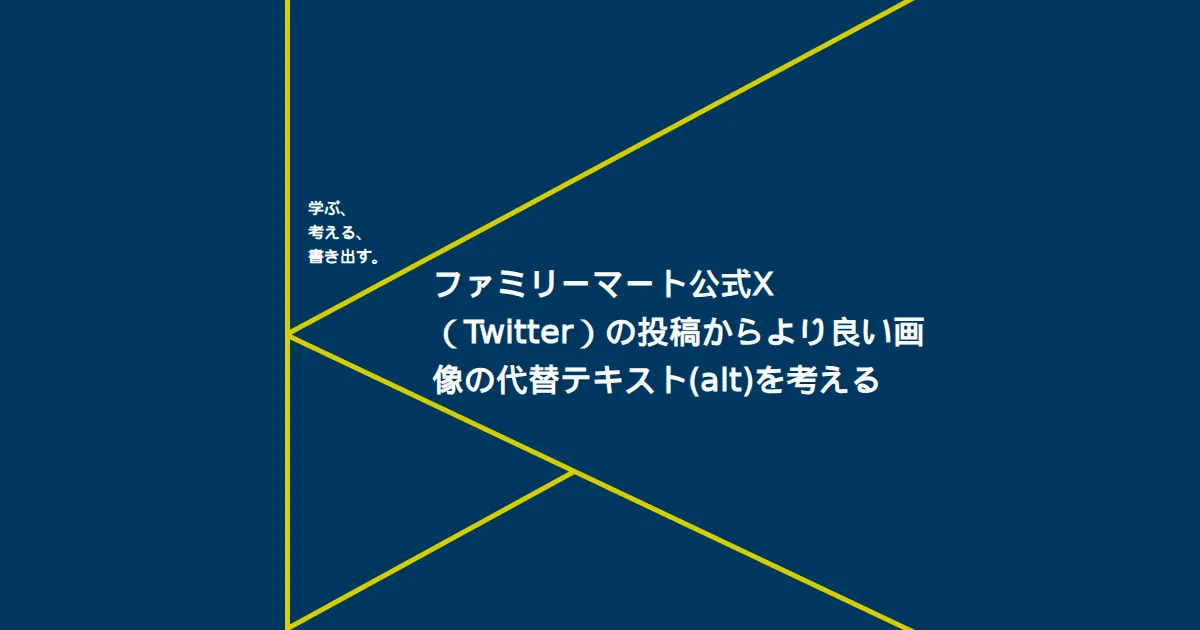 学ぶ、
考える、
書き出す。
ファミリーマート公式X
（Twitter）の投稿からより良い画
像の代替テキスト(alt)を考える